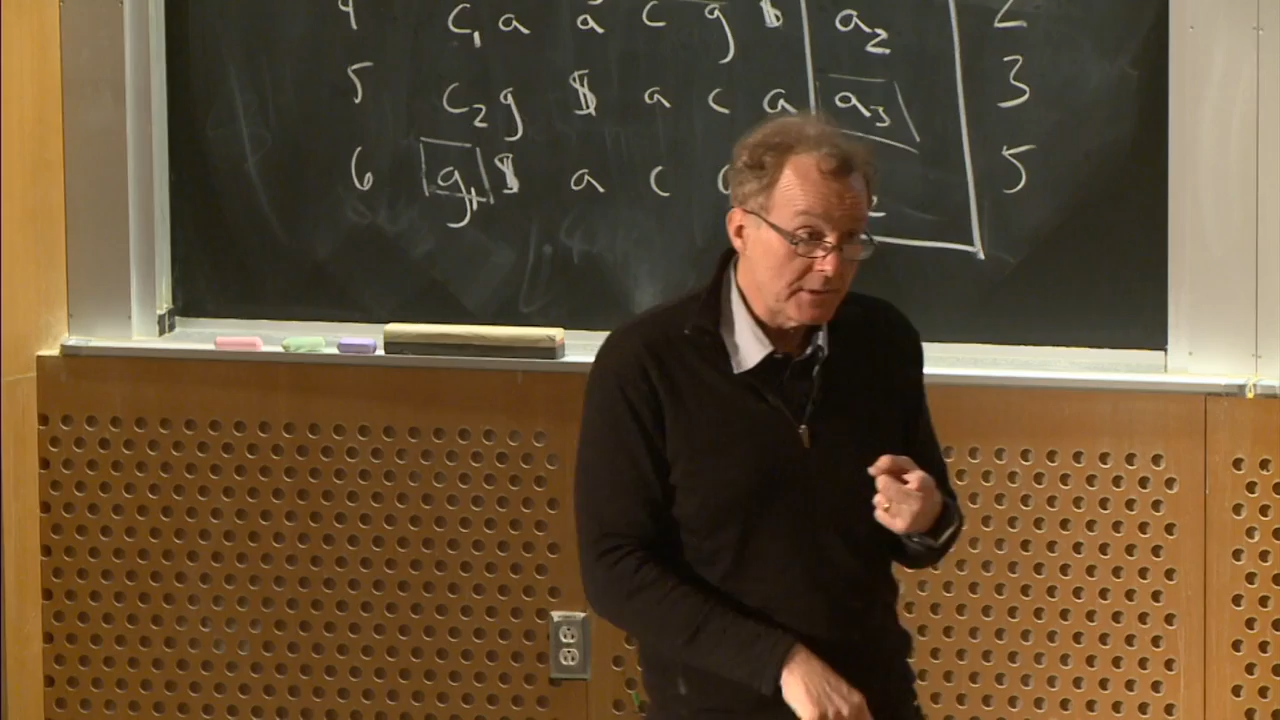 4 c₁ a a c g $ a₂ 2
5 c₂ g $ a c a a₃ 3
6 g₁ $ a c 5